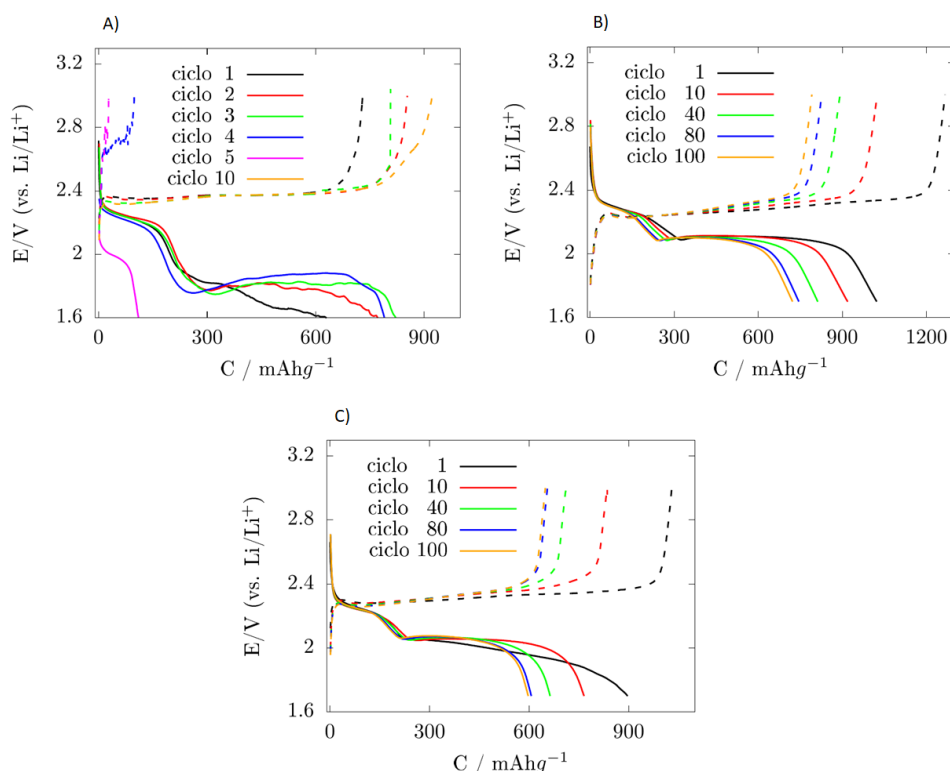 A)
3.2
2.8
2.4
2
1.6
E/V (vs. Li/Li⁺)
ciclo 1
ciclo 2
ciclo 3
ciclo 4
ciclo 5
ciclo 10
0 300 600 900
C / mAhg⁻¹
B)
3.2
2.8
2.4
2
1.6
E/V (vs. Li/Li⁺)
ciclo 1
ciclo 10
ciclo 40
ciclo 80
ciclo 100
0 300 600 900 1200
C / mAhg⁻¹
C)
3.2
2.8
2.4
2
1.6
E/V (vs. Li/Li⁺)
ciclo 1
ciclo 10
ciclo 40
ciclo 80
ciclo 100
0 300 600 900
C / mAhg⁻¹